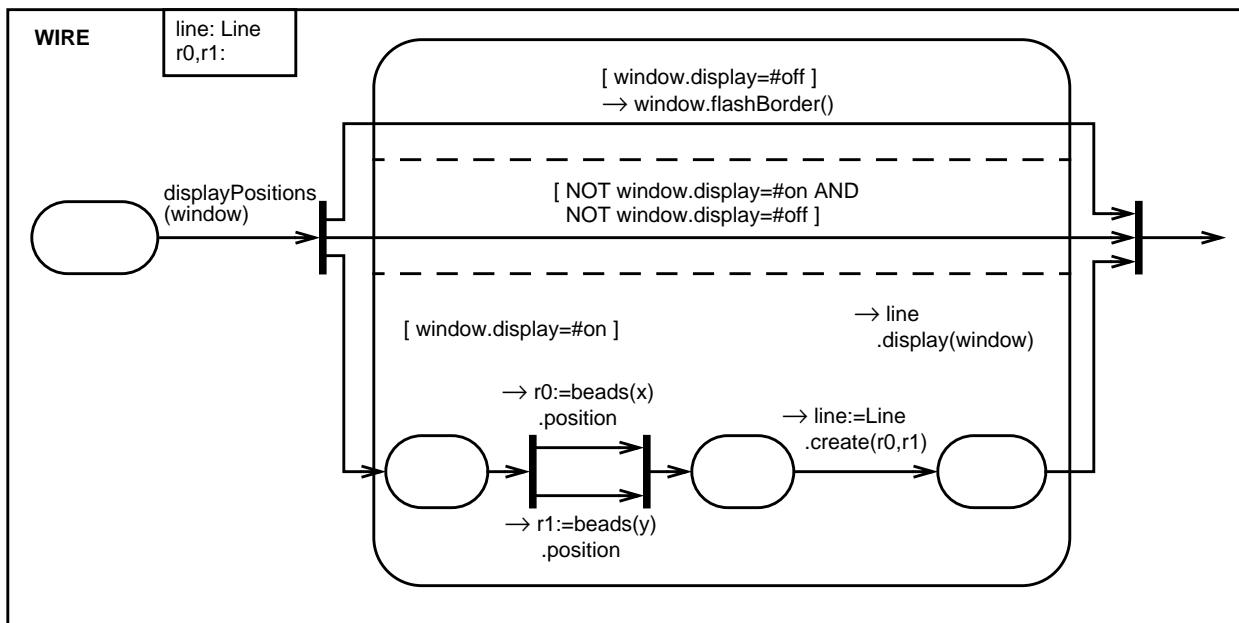 WIRE
line: Line
r0,r1:
[ window.display=#off ]
→ window.flashBorder()
displayPositions
(window)
[ NOT window.display=#on AND
NOT window.display=#off ]
[ window.display=#on ]
→ line
.display(window)
→ r0:=beads(x)
.position
→ line:=Line
.create(r0,r1)
→ r1:=beads(y)
.position